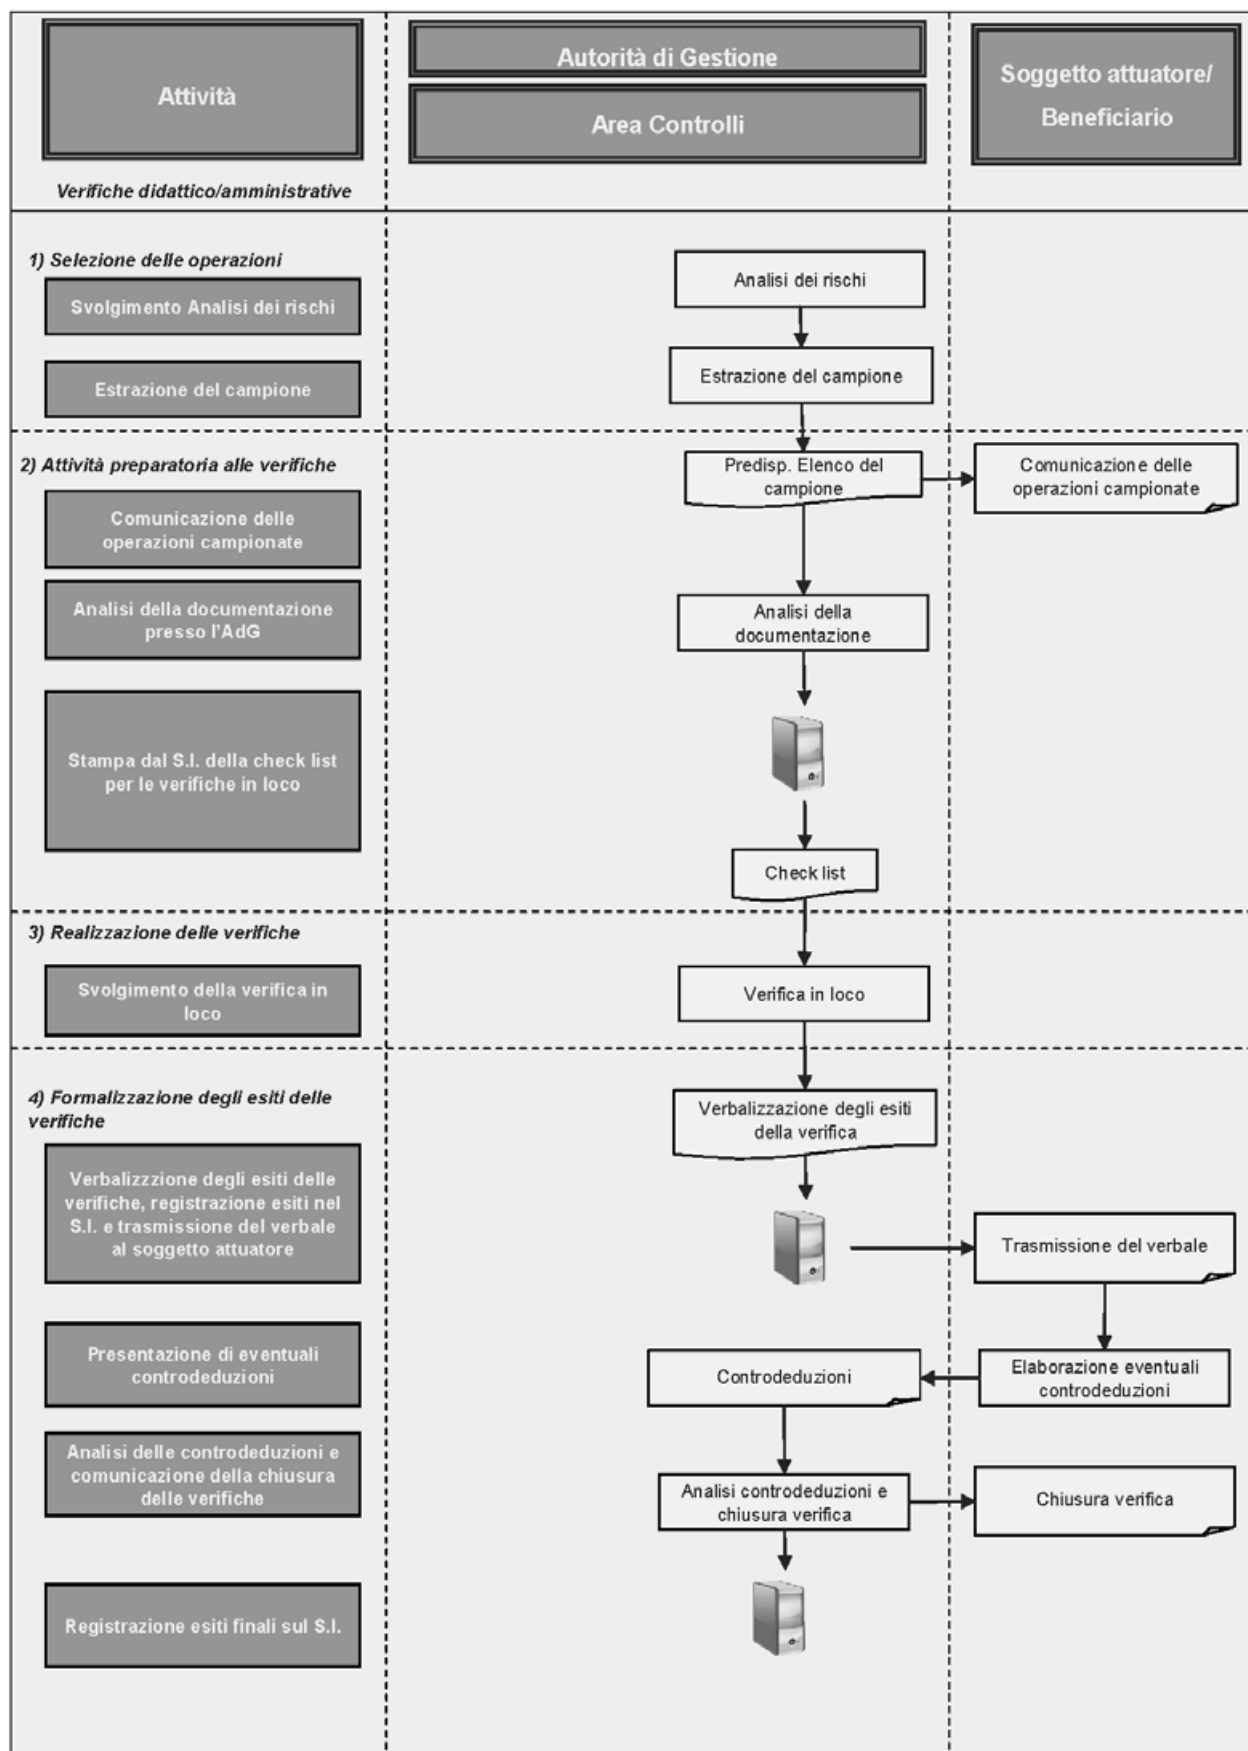 Attività
Autorità di Gestione
Area Controlli
Soggetto attuatore/
Beneficiario
Verifiche didattico/amministrative
1) Selezione delle operazioni
Svolgimento Analisi dei rischi
Estrazione del campione
Analisi dei rischi
Estrazione del campione
2) Attività preparatoria alle verifiche
Comunicazione delle
operazioni campionate
Analisi della documentazione
presso l'AdG
Stampa dal S.I. della check list
per le verifiche in loco
Predisp. Elenco del
campione
Comunicazione delle
operazioni campionate
Analisi della
documentazione
Check list
3) Realizzazione delle verifiche
Svolgimento della verifica in
loco
Verifica in loco
4) Formalizzazione degli esiti delle
verifiche
Verbalizzzione degli esiti delle
verifiche, registrazione esiti nel
S.I. e trasmissione del verbale
al soggetto attuatore
Verbalizzazione degli esiti
della verifica
Trasmissione del verbale
Presentazione di eventuali
controdeduzioni
Controdeduzioni
Elaborazione eventuali
controdeduzioni
Analisi delle controdeduzioni e
comunicazione della chiusura
delle verifiche
Analisi controdeduzioni e
chiusura verifica
Chiusura verifica
Registrazione esiti finali sul S.I.